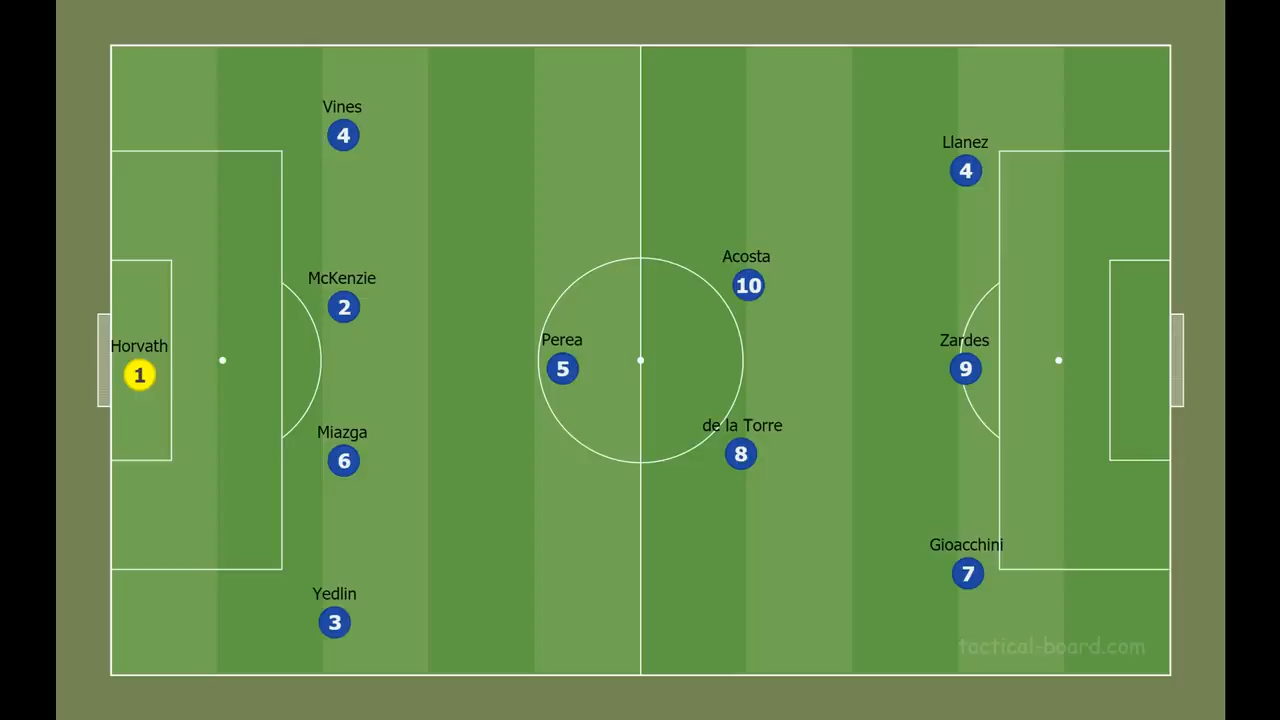 Vines
4
Llanez
4
McKenzie
2
Acosta
10
Horvath
1
Perea
5
Zardes
9
Miazga
6
de la Torre
8
Gioacchini
7
Yedlin
3
tactical-board.com